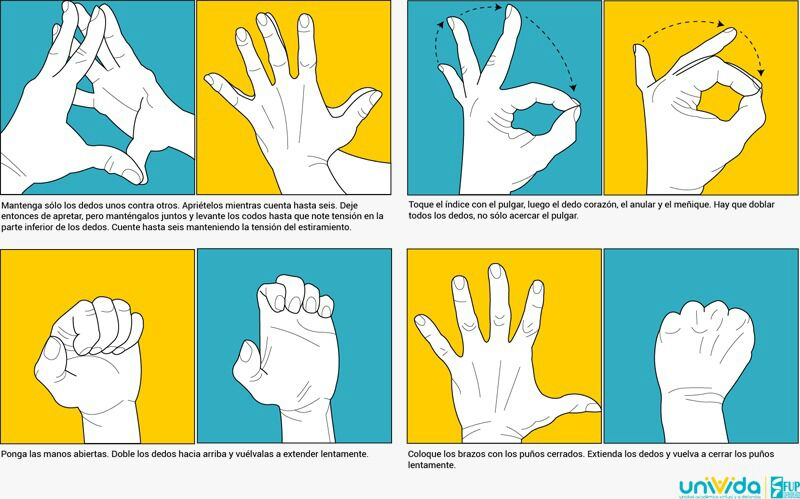 Mantenga sólo los dedos unos contra otros. Apriételos mientras cuenta hasta seis. Deje
entonces de apretar, pero manténgalos juntos y levante los codos hasta que note tensión en la
parte inferior de los dedos. Cuente hasta seis manteniendo la tensión del estiramiento.
Toque el índice con el pulgar, luego el dedo corazón, el anular y el meñique. Hay que doblar
todos los dedos, no sólo acercar el pulgar.
Ponga las manos abiertas. Doble los dedos hacia arriba y vuélvalas a extender lentamente.
Coloque los brazos con los puños cerrados. Extienda los dedos y vuelva a cerrar los puños
lentamente.
univida FUP
unidad académica virtual y a distancia